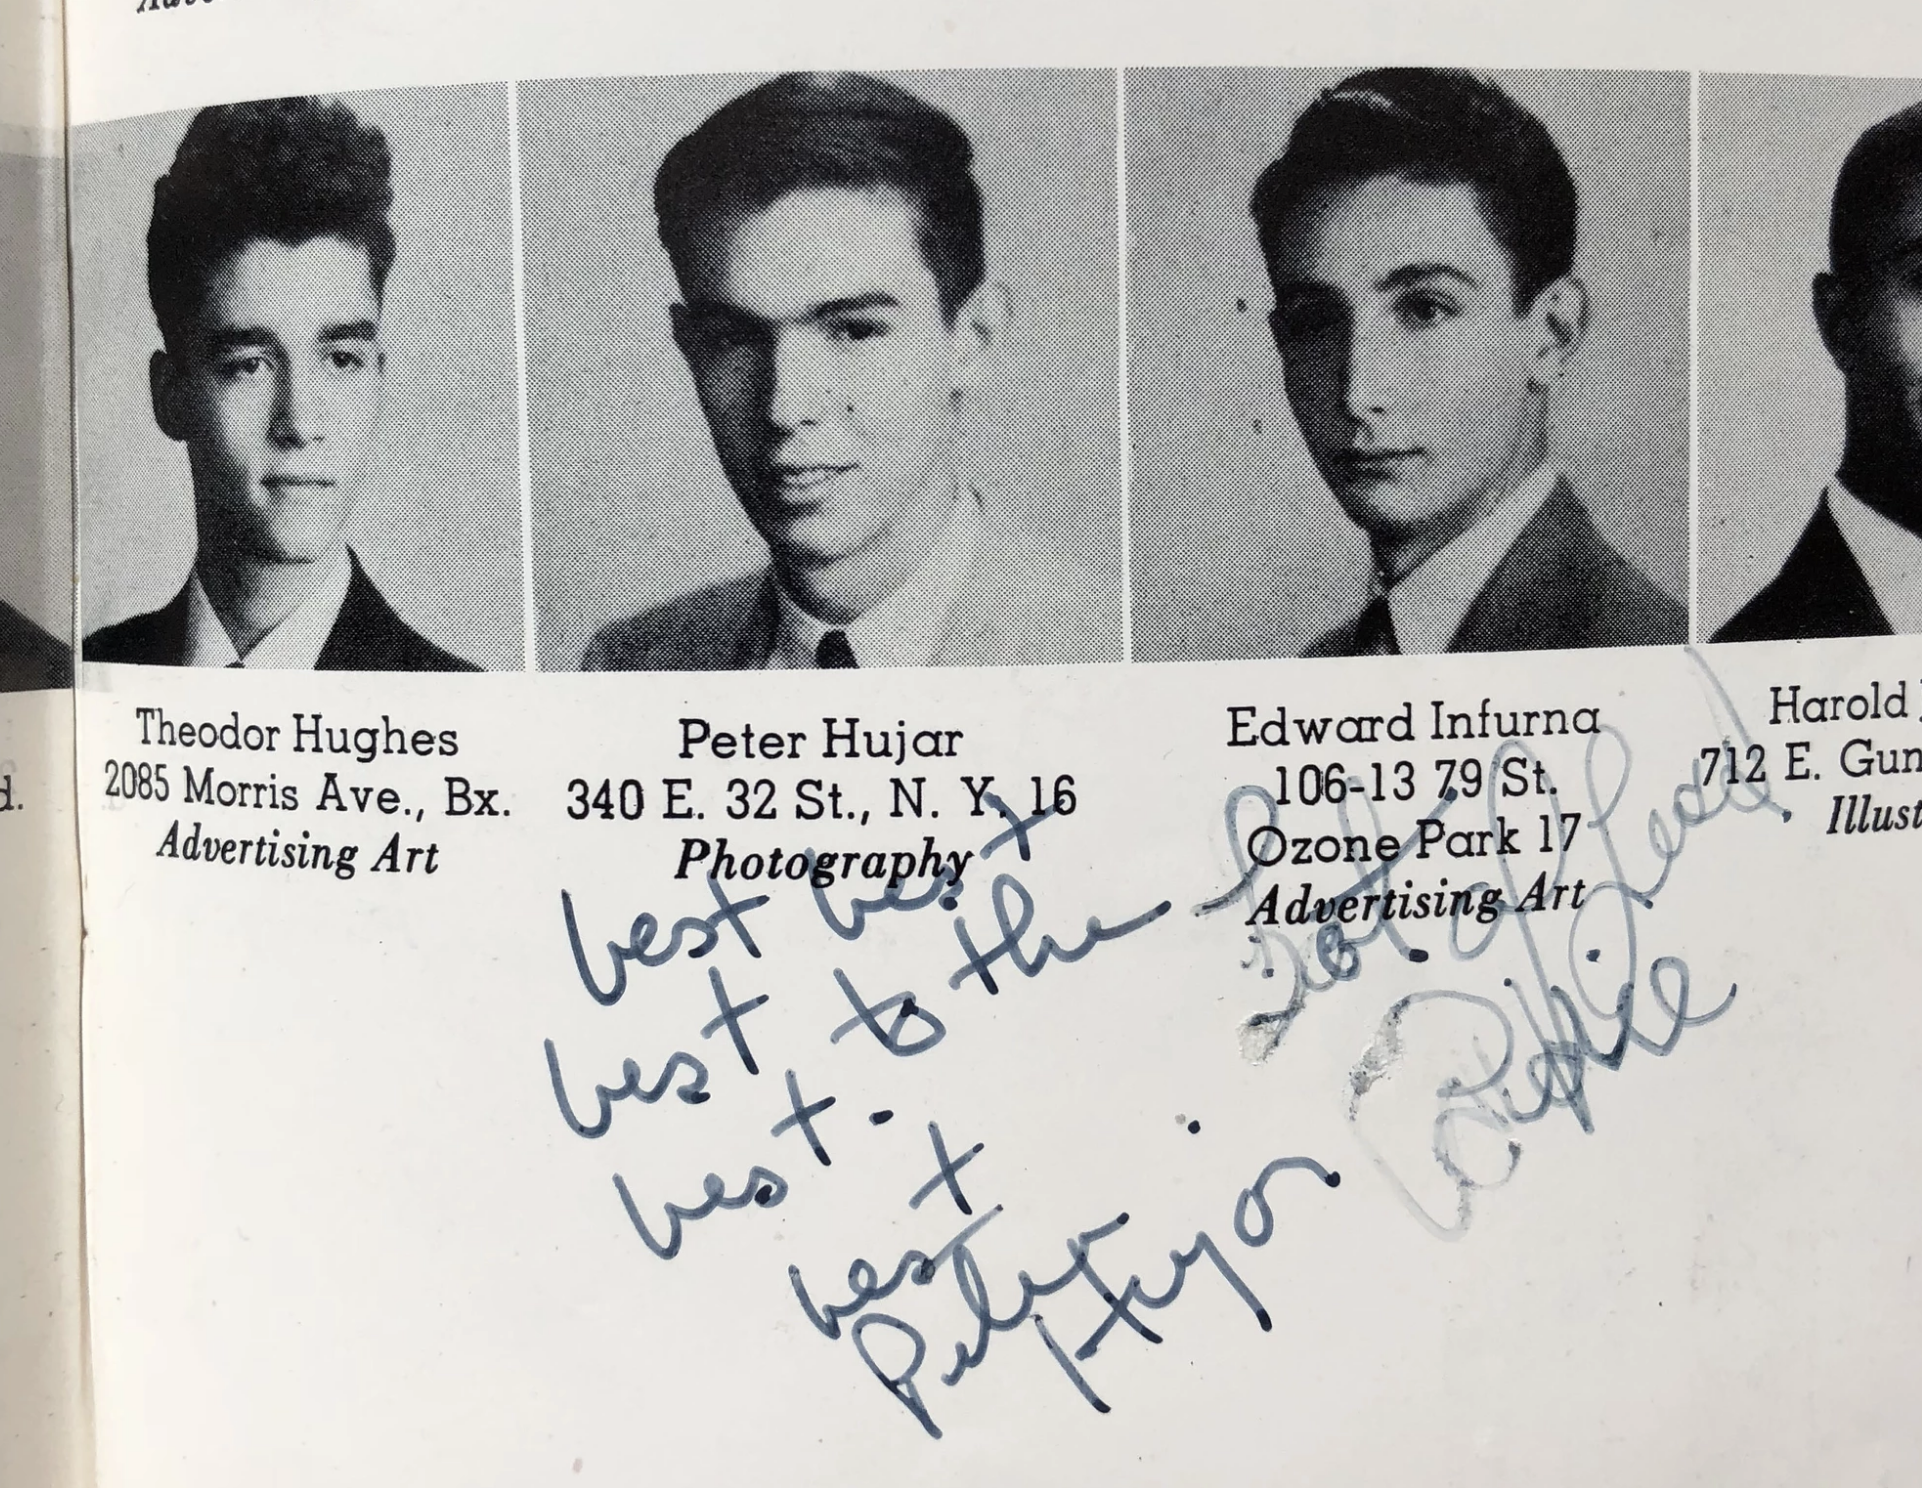 Theodor Hughes
2085 Morris Ave., Bx.
Advertising Art
Peter Hujar
340 E. 32 St., N. Y. 16
Photography
Edward Infurna
106-13 79 St.
Ozone Park 17
Advertising Art
Harold
712 E. Gun
Illust
d.
best best
best to the
best.
best
Peter
Hujar